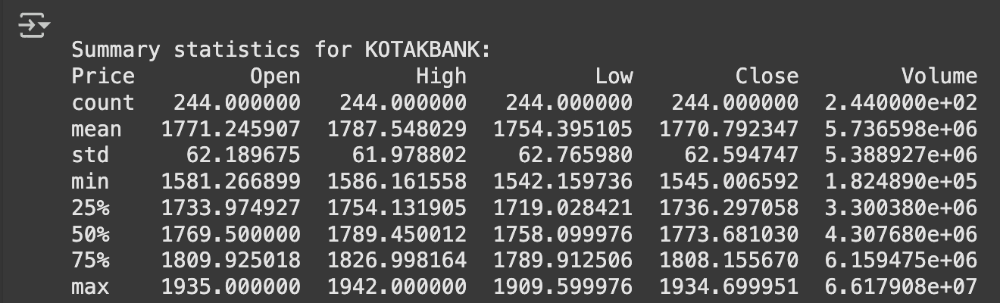 Summary statistics for KOTAKBANK:
Price         Open         High          Low        Close        Volume
count   244.000000   244.000000   244.000000   244.000000  2.440000e+02
mean   1771.245907  1787.548029  1754.395105  1770.792347  5.736598e+06
std      62.189675    61.978802    62.765980    62.594747  5.388927e+06
min    1581.266899  1586.161558  1542.159736  1545.006592  1.824890e+05
25%    1733.974927  1754.131905  1719.028421  1736.297058  3.300380e+06
50%    1769.500000  1789.450012  1758.099976  1773.681030  4.307680e+06
75%    1809.925018  1826.998164  1789.912506  1808.155670  6.159475e+06
max    1935.000000  1942.000000  1909.599976  1934.699951  6.617908e+07